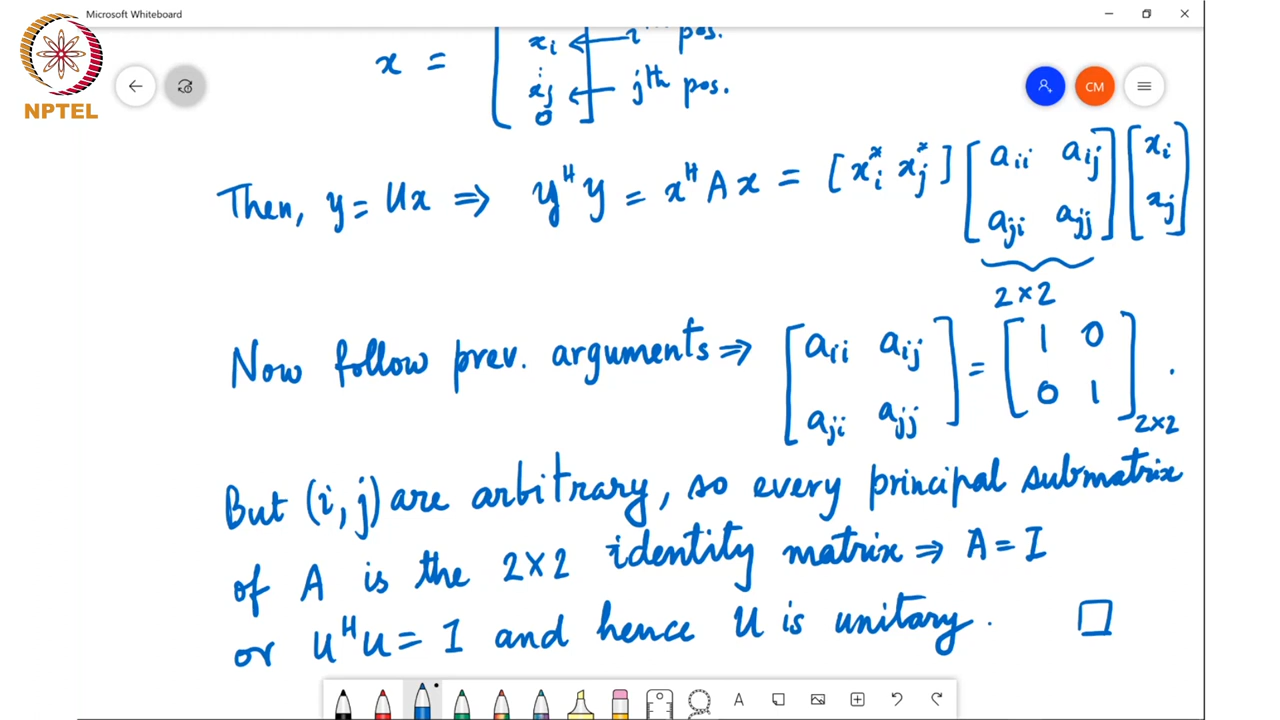 Microsoft Whiteboard
NPTEL
CM
x = [ xi ← ith pos.
⋮
xj ← jth pos.
0 ]
Then, y = Ux ⇒ y^H y = x^H A x = [xi* xj*] [aii aij; aji ajj] [xi; xj]
2×2
Now follow prev. arguments ⇒ [aii aij; aji ajj] = [1 0; 0 1]2×2 .
But (i, j) are arbitrary, so every principal submatrix
of A is the 2×2 identity matrix ⇒ A = I
or U^H U = I and hence U is unitary. □
A